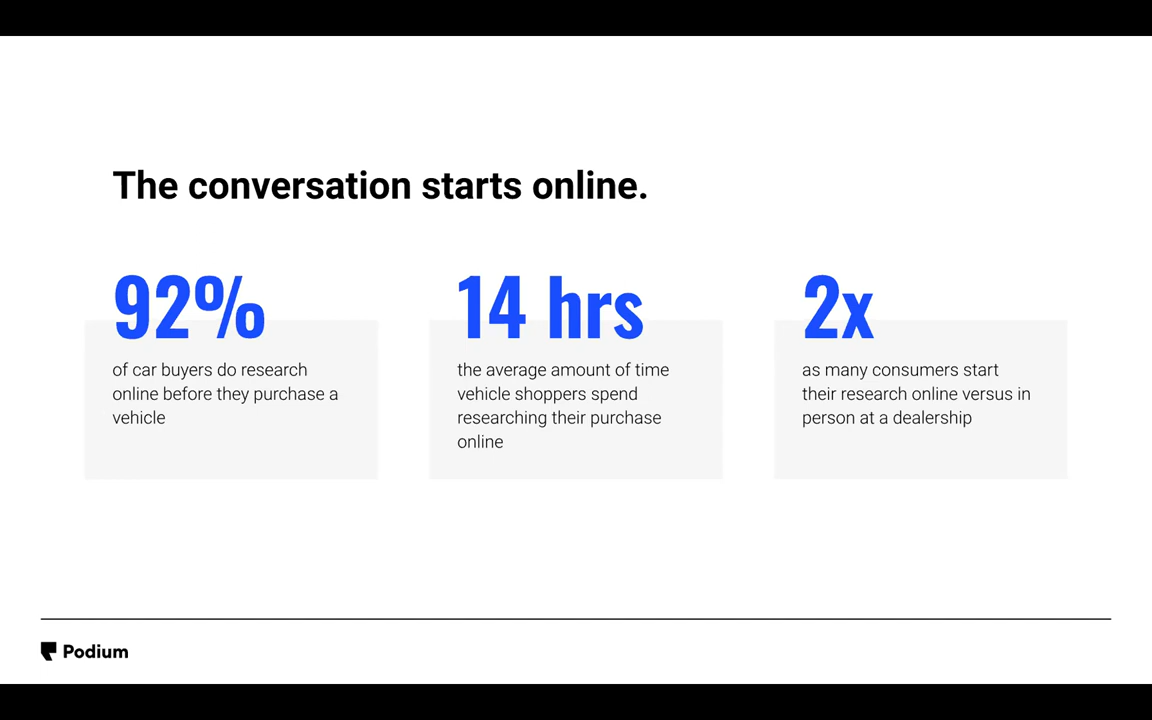 The conversation starts online.
92%
of car buyers do research
online before they purchase a
vehicle
14 hrs
the average amount of time
vehicle shoppers spend
researching their purchase
online
2x
as many consumers start
their research online versus in
person at a dealership
Podium